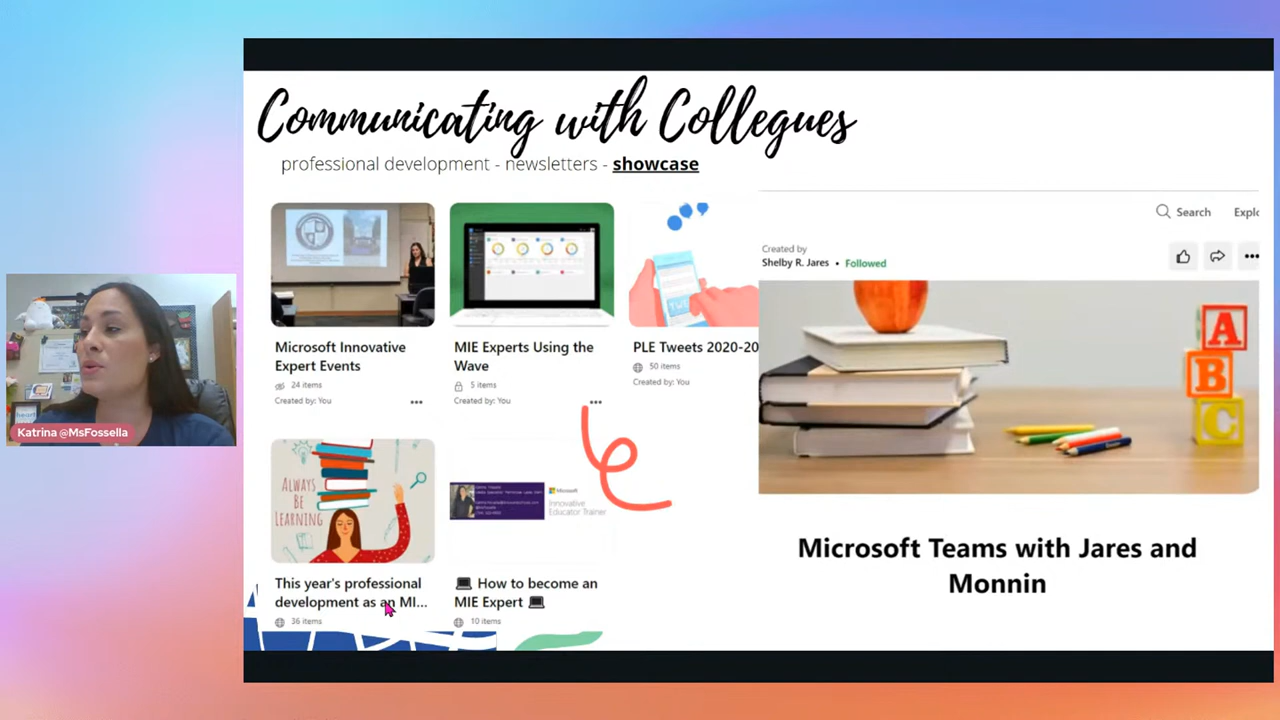 Communicating with Collegues
professional development - newsletters - showcase
Microsoft Innovative
Expert Events
24 items
Created by: You
MIE Experts Using the
Wave
5 items
Created by: You
PLE Tweets 2020-20
50 items
Created by: You
ALWAYS
BE
LEARNING
This year's professional
development as an MI...
36 items
Microsoft
Innovative
Educator Trainer
How to become an
MIE Expert
10 items
Search
Explo
Created by
Shelby R. Jares • Followed
A
B
C
Microsoft Teams with Jares and
Monnin
heart
Katrina @MsFossella